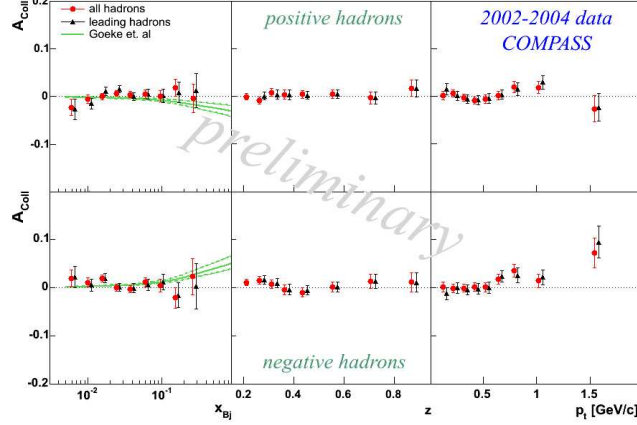 A_Coll
0.2
0.1
0
-0.1
all hadrons
leading hadrons
Goeke et. al
positive hadrons
2002-2004 data
COMPASS
preliminary
A_Coll
0.1
0
-0.1
-0.2
negative hadrons
10^-2
10^-1
x_Bj
0.2
0.4
0.6
0.8
z
0.5
1
1.5
p_t [GeV/c]